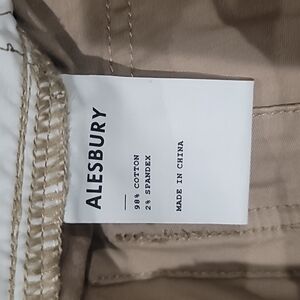 ALESBURY
98% COTTON
2% SPANDEX
MADE IN CHINA